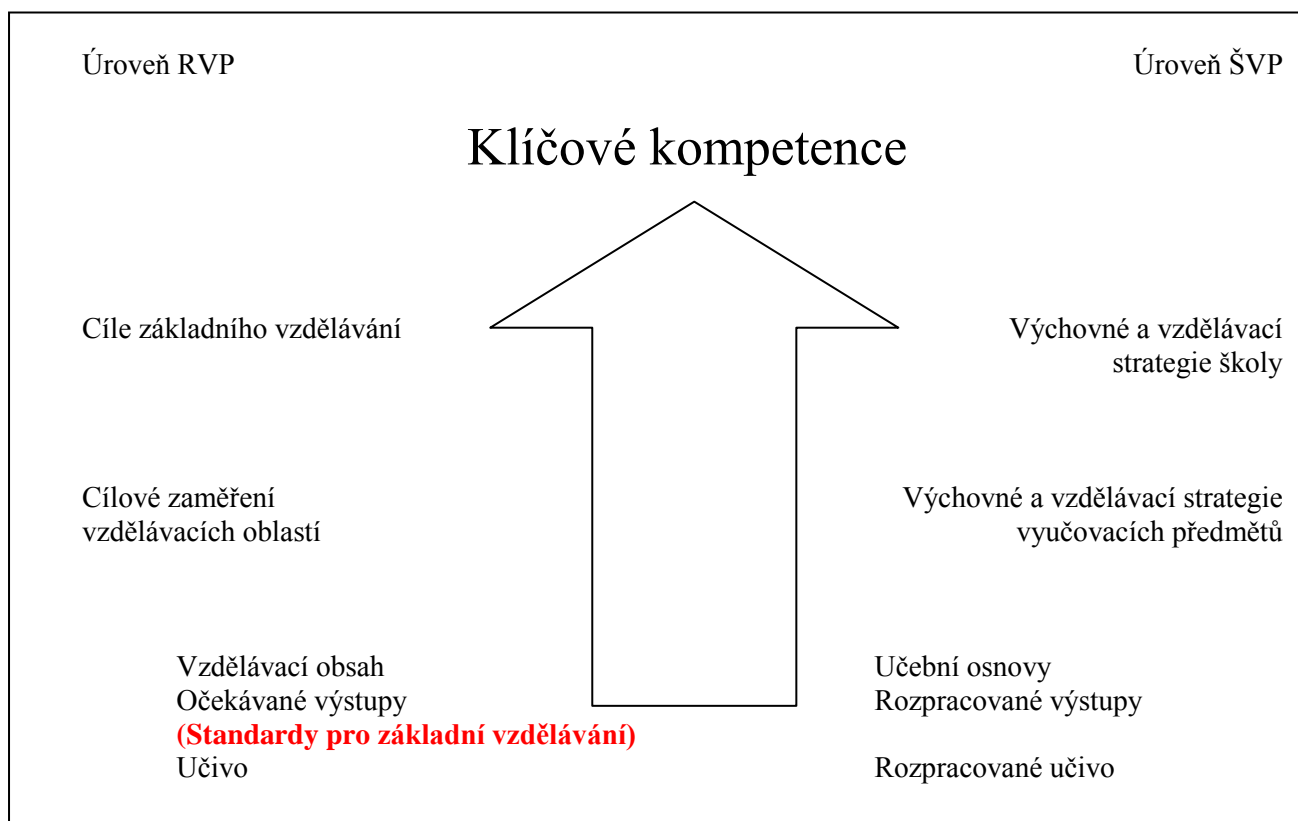 Úroveň RVP
Úroveň ŠVP
Klíčové kompetence
Cíle základního vzdělávání
Výchovné a vzdělávací
strategie školy
Cílové zaměření
vzdělávacích oblastí
Výchovné a vzdělávací strategie
vyučovacích předmětů
Vzdělávací obsah
Očekávané výstupy
(Standardy pro základní vzdělávání)
Učivo
Učební osnovy
Rozpracované výstupy
Rozpracované učivo